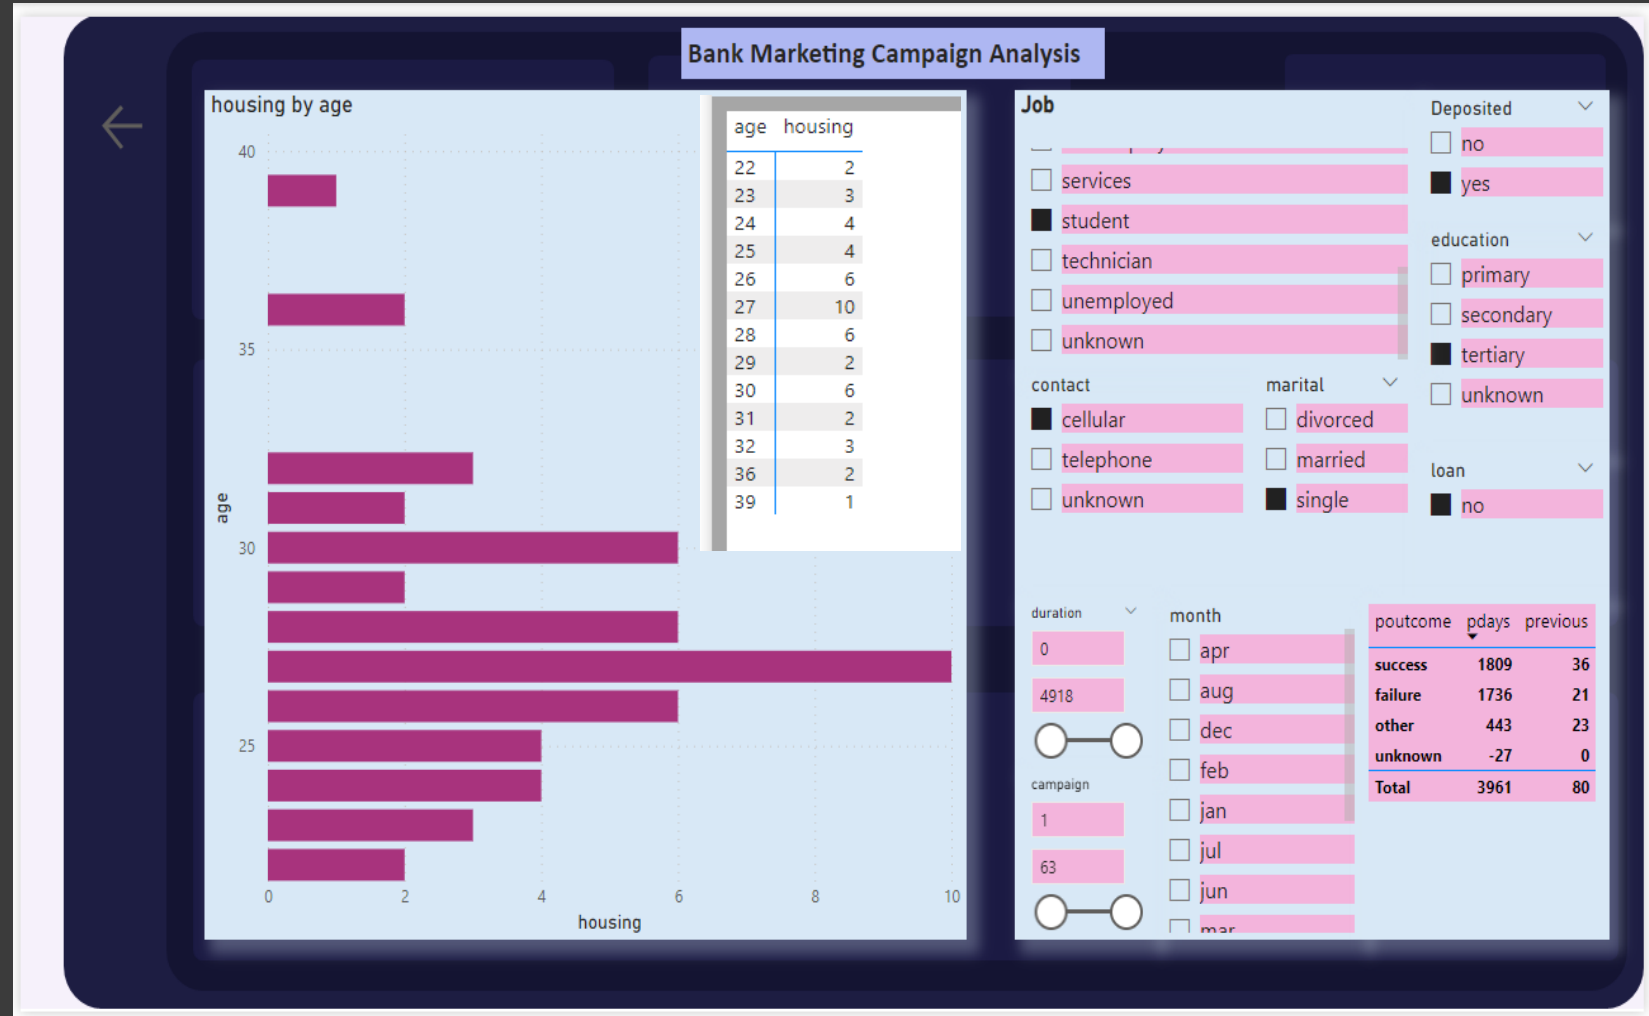 Bank Marketing Campaign Analysis
housing by age
40
35
30
25
age
0 2 4 6 8 10
housing
age housing
22 2
23 3
24 4
25 4
26 6
27 10
28 6
29 2
30 6
31 2
32 3
36 2
39 1
Job
services
student
technician
unemployed
unknown
contact
cellular
telephone
unknown
marital
divorced
married
single
Deposited
no
yes
education
primary
secondary
tertiary
unknown
loan
no
duration
0
4918
campaign
1
63
month
apr
aug
dec
feb
jan
jul
jun
mar
poutcome pdays previous
success 1809 36
failure 1736 21
other 443 23
unknown -27 0
Total 3961 80